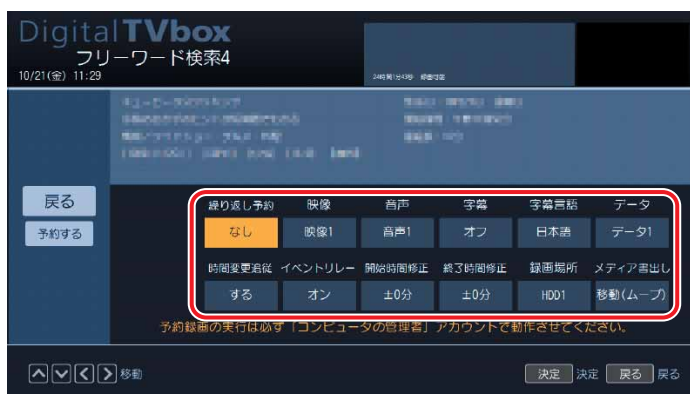 DigitalTVbox
フリーワード検索4
10/21(金) 11:29
戻る
予約する
繰り返し予約 映像 音声 字幕 字幕言語 データ
なし 映像1 音声1 オフ 日本語 データ1
時間変更追従 イベントリレー 開始時間修正 終了時間修正 録画場所 メディア書出し
する オン ±0分 ±0分 HDD1 移動(ムーブ)
予約録画の実行は必ず「コンピュータの管理者」アカウントで動作させてください。
移動 決定 決定 戻る 戻る